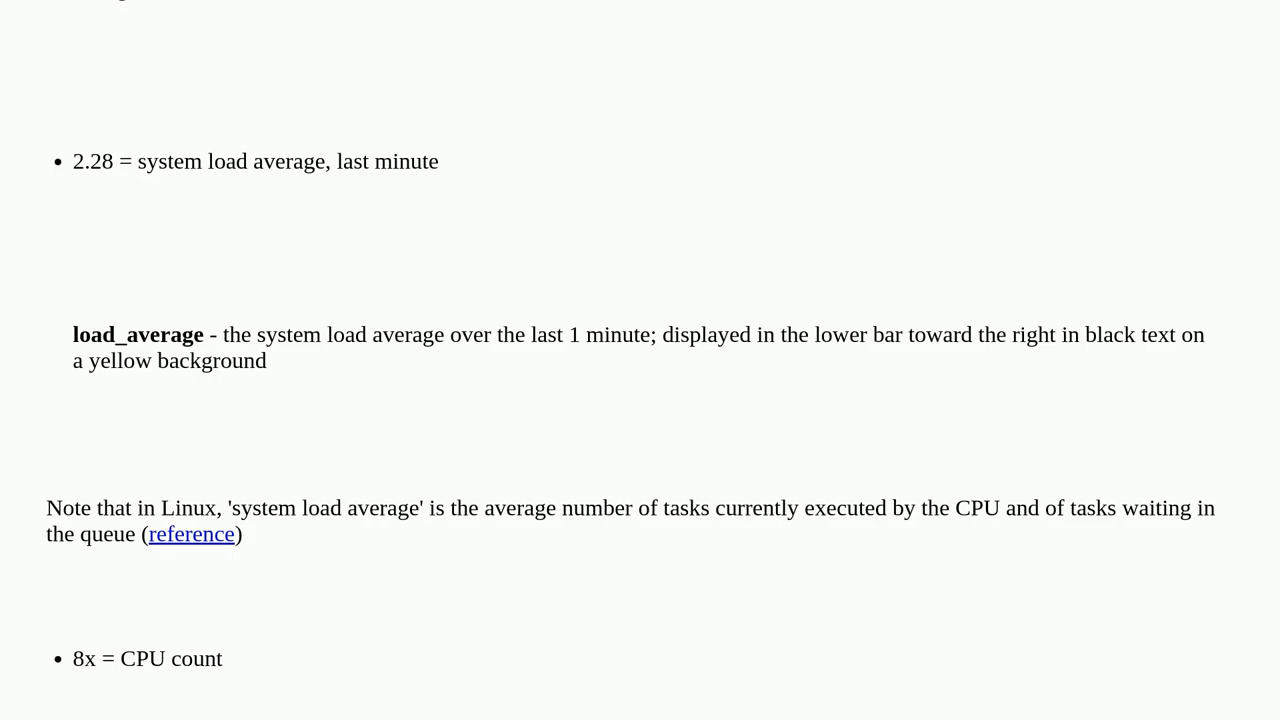 • 2.28 = system load average, last minute
load_average - the system load average over the last 1 minute; displayed in the lower bar toward the right in black text on
a yellow background
Note that in Linux, 'system load average' is the average number of tasks currently executed by the CPU and of tasks waiting in
the queue (reference)
• 8x = CPU count